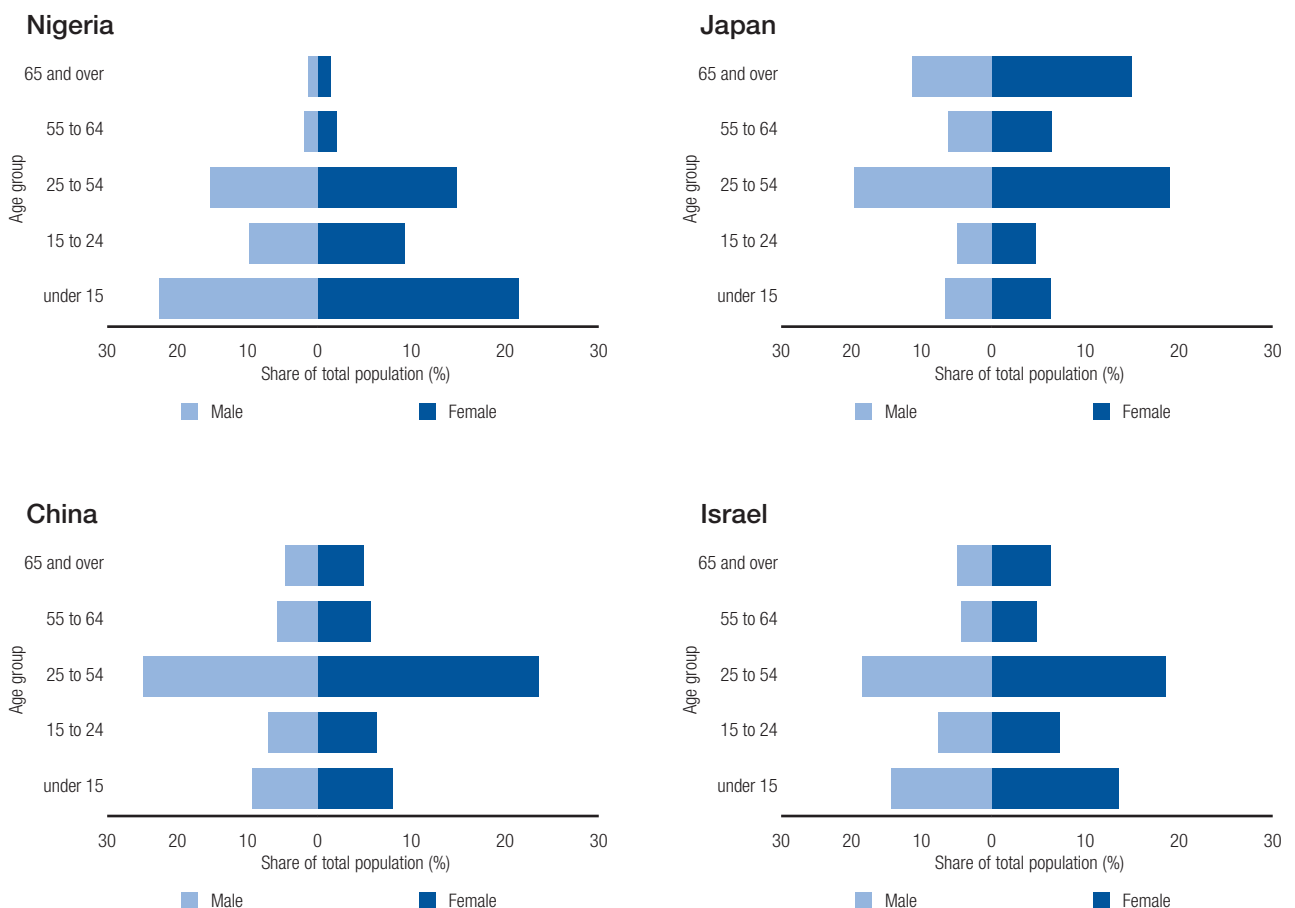 Nigeria
65 and over
55 to 64
25 to 54
15 to 24
under 15
Age group
30 20 10 0 10 20 30
Share of total population (%)
Male Female
Japan
65 and over
55 to 64
25 to 54
15 to 24
under 15
Age group
30 20 10 0 10 20 30
Share of total population (%)
Male Female
China
65 and over
55 to 64
25 to 54
15 to 24
under 15
Age group
30 20 10 0 10 20 30
Share of total population (%)
Male Female
Israel
65 and over
55 to 64
25 to 54
15 to 24
under 15
Age group
30 20 10 0 10 20 30
Share of total population (%)
Male Female